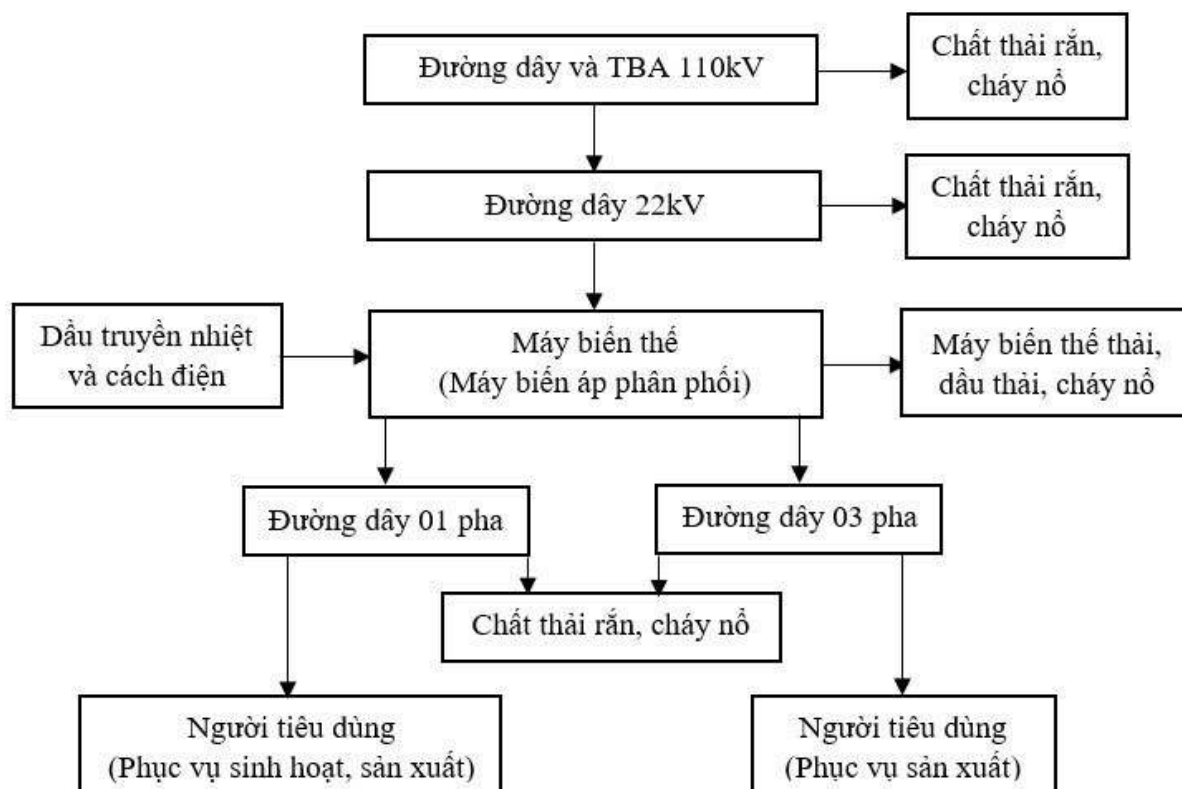 Đường dây và TBA 110kV
Chất thải rắn,
cháy nổ
Đường dây 22kV
Chất thải rắn,
cháy nổ
Dầu truyền nhiệt
và cách điện
Máy biến thế
(Máy biến áp phân phối)
Máy biến thế thải,
dầu thải, cháy nổ
Đường dây 01 pha
Đường dây 03 pha
Chất thải rắn, cháy nổ
Người tiêu dùng
(Phục vụ sinh hoạt, sản xuất)
Người tiêu dùng
(Phục vụ sản xuất)